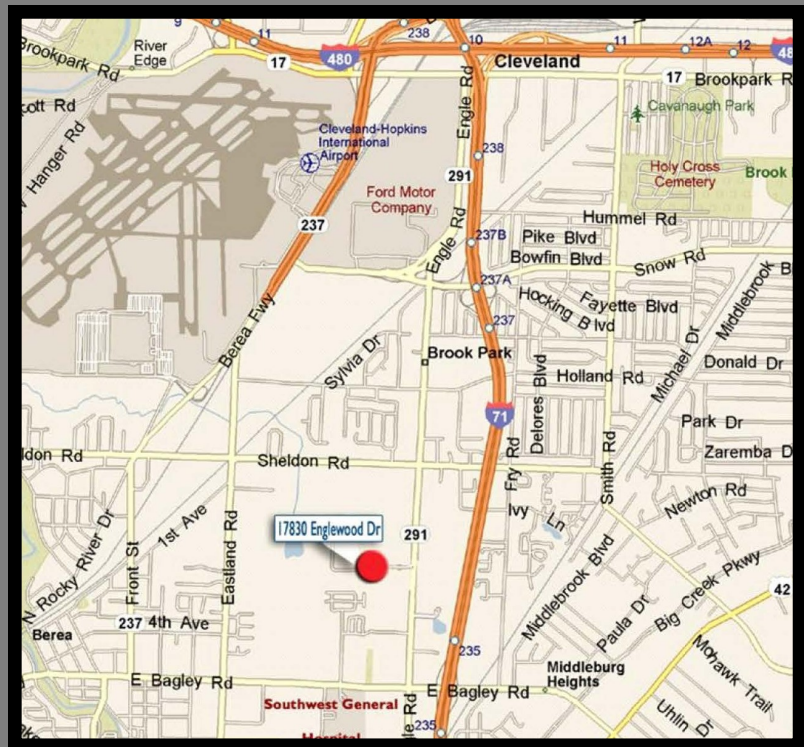 9
11
238
10
11
12A
12
River
Edge
Brookpark Rd
17
480
Cleveland
17
Brookpark R
Engle Rd
Cavanaugh Park
Cleveland-Hopkins
International
Airport
238
Holy Cross
Cemetery
Brook
291
Ford Motor
Company
237
Hummel Rd
Engle Rd
237B
Pike Blvd
Bowfin Blvd
Snow Rd
237A
Hocking Blvd
Fayette Blvd
Middlebrook
Berea Fwy
237
Sylvia Dr
Brook Park
Michael Dr
Donald Dr
Delores Blvd
Holland Rd
71
Park Dr
Fry Rd
Smith Rd
ldon Rd
Sheldon Rd
Zaremba D
Newton Rd
1st Ave
Ivy Ln
17830 Englewood Dr
291
N Rocky River Dr
Front St
Eastland Rd
Middlebrook Blvd
Big Creek Pkwy
42
237
4th Ave
Paula Dr
Berea
235
Mohawk Trail
Middleburg
Heights
E Bagley Rd
E Bagley Rd
Southwest General
Hospital
gle Rd
235
Uhlin Dr